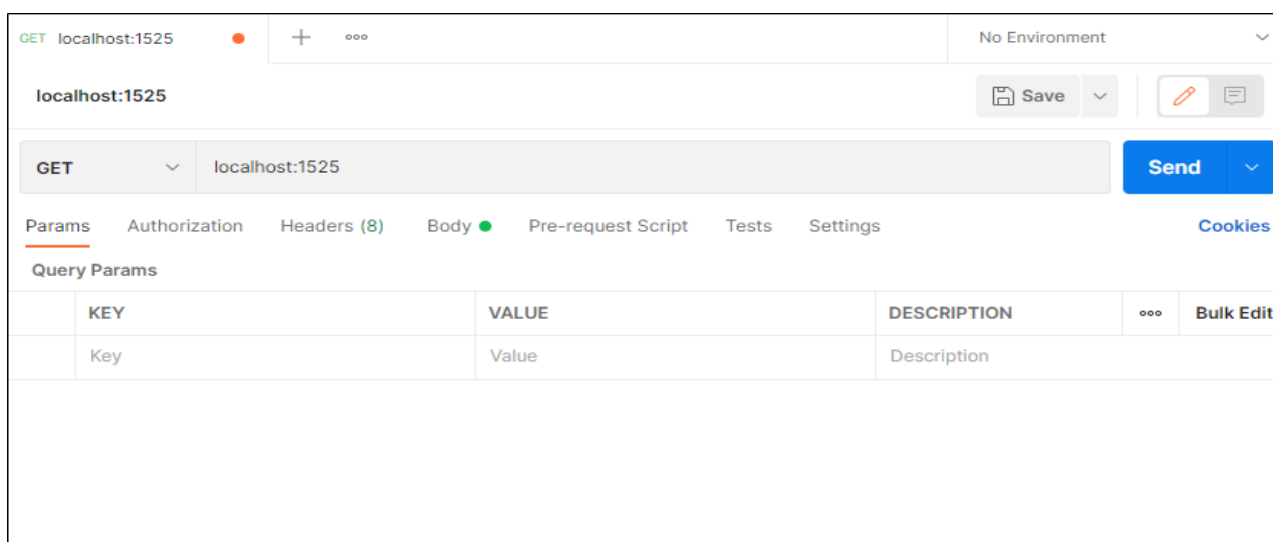 GET localhost:1525 No Environment
localhost:1525 Save
GET localhost:1525 Send
Params Authorization Headers (8) Body Pre-request Script Tests Settings Cookies
Query Params
KEY VALUE DESCRIPTION Bulk Edit
Key Value Description